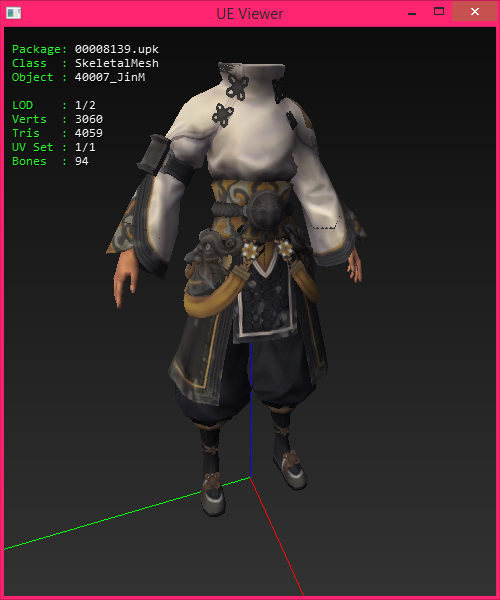 UE Viewer
Package: 00008139.upk
Class : SkeletalMesh
Object : 40007_JinM
LOD : 1/2
Verts : 3060
Tris : 4059
UV Set : 1/1
Bones : 94